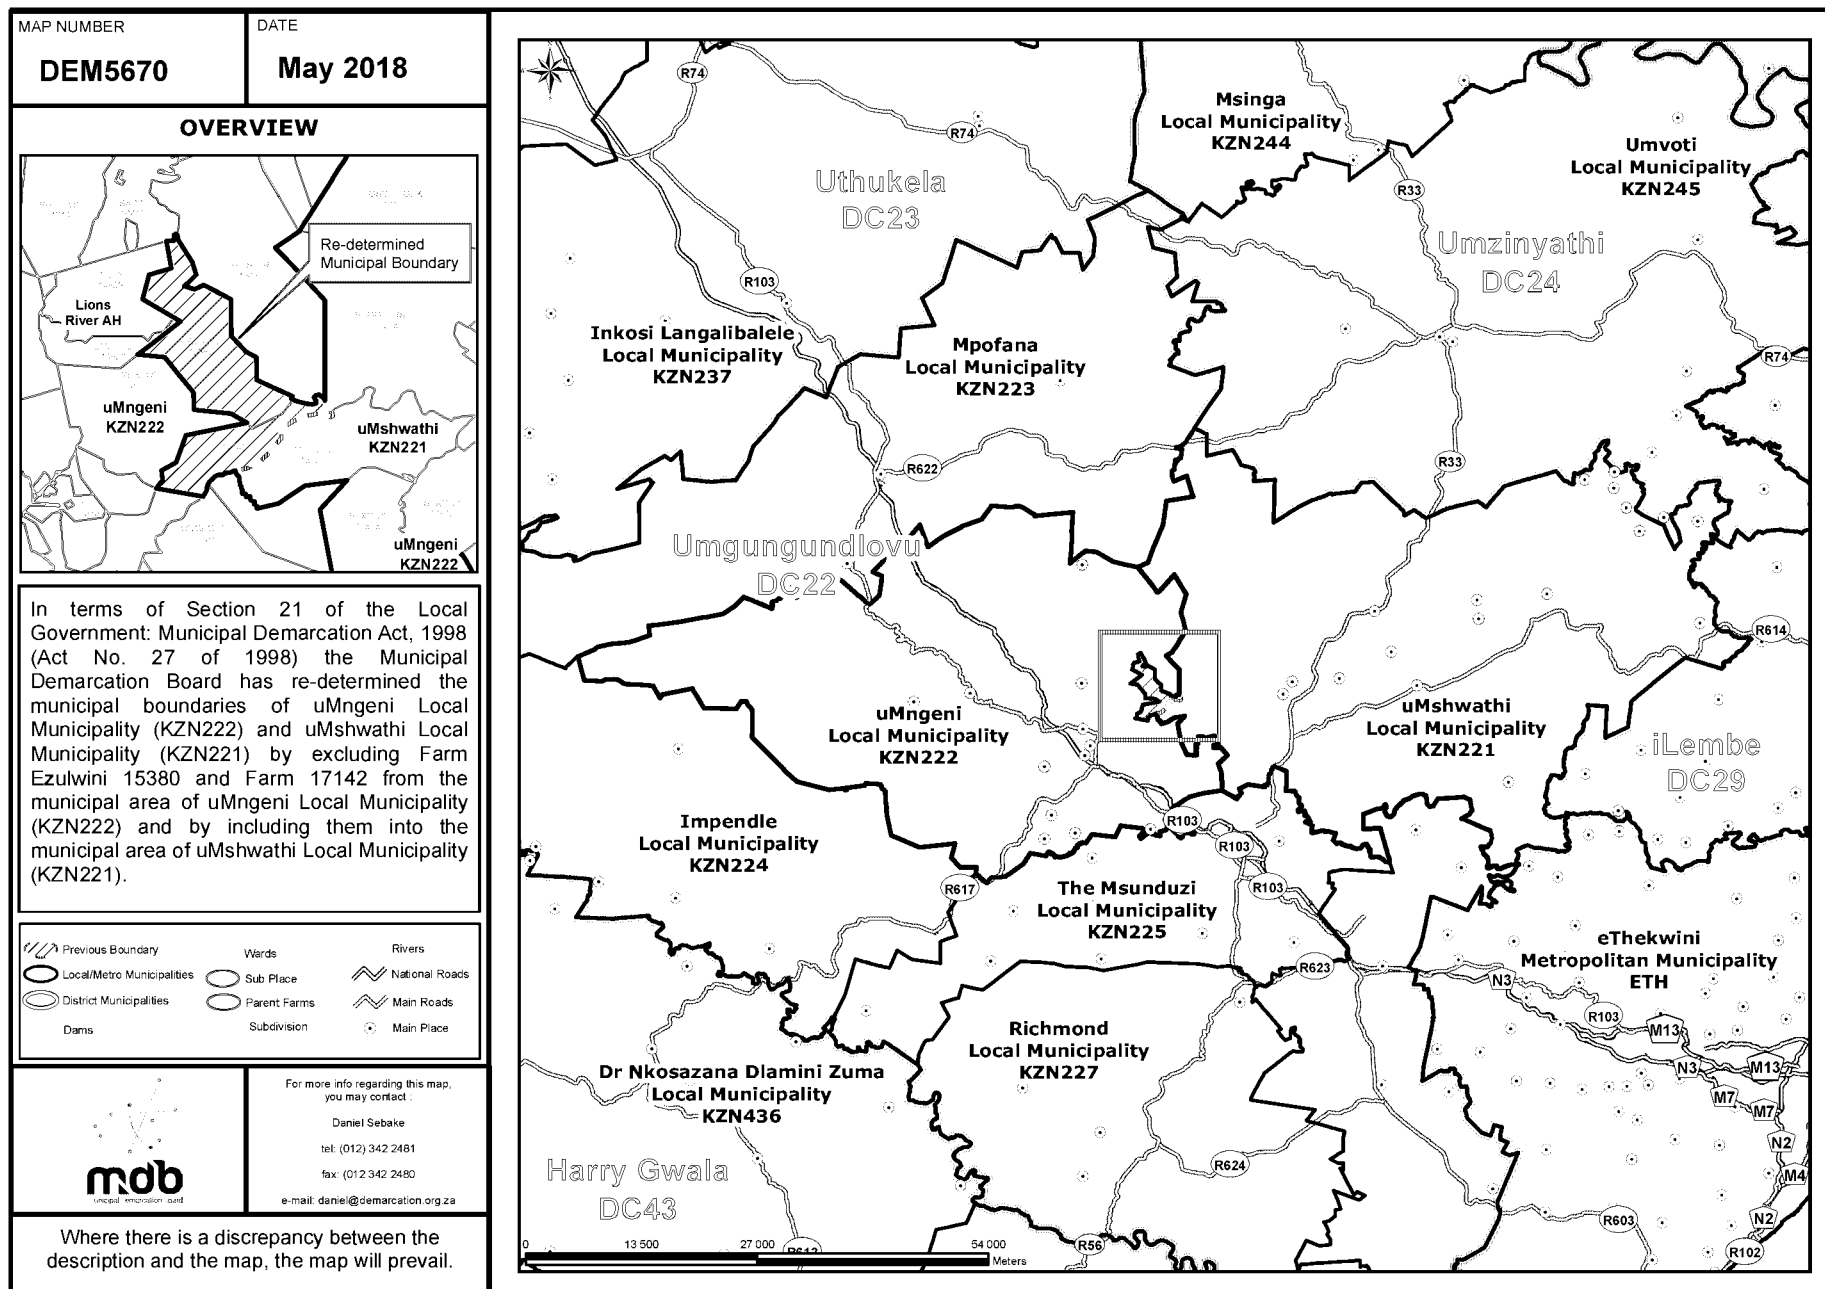 MAP NUMBER
DEM5670
DATE
May 2018
OVERVIEW
Re-determined
Municipal Boundary
Lions
River AH
uMngeni
KZN222
uMshwathi
KZN221
uMngeni
KZN222
In terms of Section 21 of the Local
Government: Municipal Demarcation Act, 1998
(Act No. 27 of 1998) the Municipal
Demarcation Board has re-determined the
municipal boundaries of uMngeni Local
Municipality (KZN222) and uMshwathi Local
Municipality (KZN221) by excluding Farm
Ezulwini 15380 and Farm 17142 from the
municipal area of uMngeni Local Municipality
(KZN222) and by including them into the
municipal area of uMshwathi Local Municipality
(KZN221).
Previous Boundary
Local/Metro Municipalities
District Municipalities
Dams
Wards
Sub Place
Parent Farms
Subdivision
Rivers
National Roads
Main Roads
Main Place
mdb
For more info regarding this map,
you may contact :
Daniel Sebake
tel: (012) 342 2481
fax: (012 342 2480
e-mail: daniel@demarcation.org.za
Where there is a discrepancy between the
description and the map, the map will prevail.
R74
R74
Msinga
Local Municipality
KZN244
Umvoti
Local Municipality
KZN245
Uthukela
DC23
R33
Umzinyathi
DC24
R103
Inkosi Langalibalele
Local Municipality
KZN237
Mpofana
Local Municipality
KZN223
R74
R622
R33
Umgungundlovu
DC22
R614
uMngeni
Local Municipality
KZN222
uMshwathi
Local Municipality
KZN221
iLembe
DC29
Impendle
Local Municipality
KZN224
R103
R103
R103
R617
The Msunduzi
Local Municipality
KZN225
eThekwini
Metropolitan Municipality
ETH
R623
N3
R103
M13
Richmond
Local Municipality
KZN227
N3
M13
Dr Nkosazana Dlamini Zuma
Local Municipality
KZN436
M7
M7
N2
R624
M4
Harry Gwala
DC43
R603
N2
R56
R102
R612
0 13 500 27 000 54 000
Meters